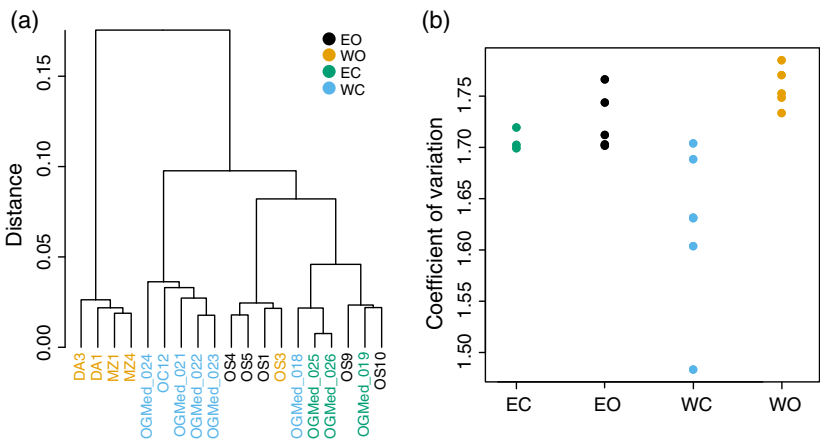 (a)
EO
WO
EC
WC
Distance
0.15
0.10
0.05
0.00
DA3
DA1
MZ1
MZ4
OGMed_024
OC12
OGMed_021
OGMed_022
OGMed_023
OS4
OS5
OS1
OS3
OGMed_018
OGMed_025
OGMed_026
OS9
OGMed_019
OS10
(b)
Coefficient of variation
1.75
1.70
1.65
1.60
1.55
1.50
EC EO WC WO